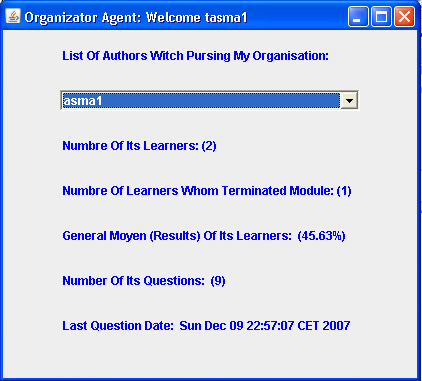 Organizator Agent: Welcome tasma1
List Of Authors Witch Pursing My Organisation:
asma1
Numbre Of Its Learners: (2)
Numbre Of Learners Whom Terminated Module: (1)
General Moyen (Results) Of Its Learners: (45.63%)
Number Of Its Questions: (9)
Last Question Date: Sun Dec 09 22:57:07 CET 2007